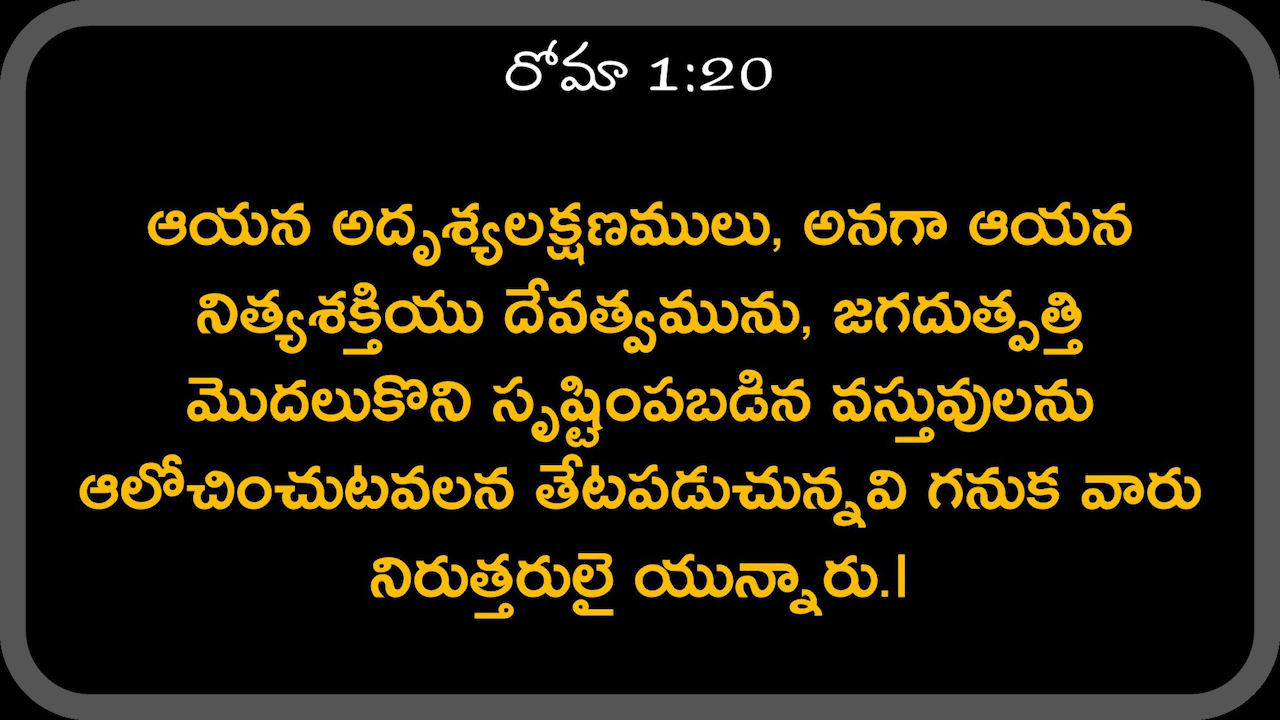 రోమా 1:20
ఆయన అదృశ్యలక్షణములు, అనగా ఆయన
నిత్యశక్తియు దేవత్వమును, జగదుత్పత్తి
మొదలుకొని సృష్టింపబడిన వస్తువులను
ఆలోచించుటవలన తేటపడుచున్నవి గనుక వారు
నిరుత్తరులై యున్నారు.|